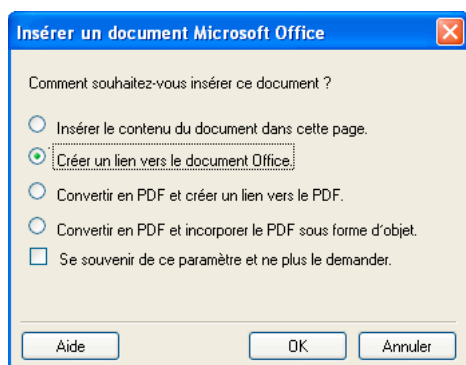 Insérer un document Microsoft Office
Comment souhaitez-vous insérer ce document ?
Insérer le contenu du document dans cette page.
Créer un lien vers le document Office.
Convertir en PDF et créer un lien vers le PDF.
Convertir en PDF et incorporer le PDF sous forme d'objet.
Se souvenir de ce paramètre et ne plus le demander.
Aide OK Annuler